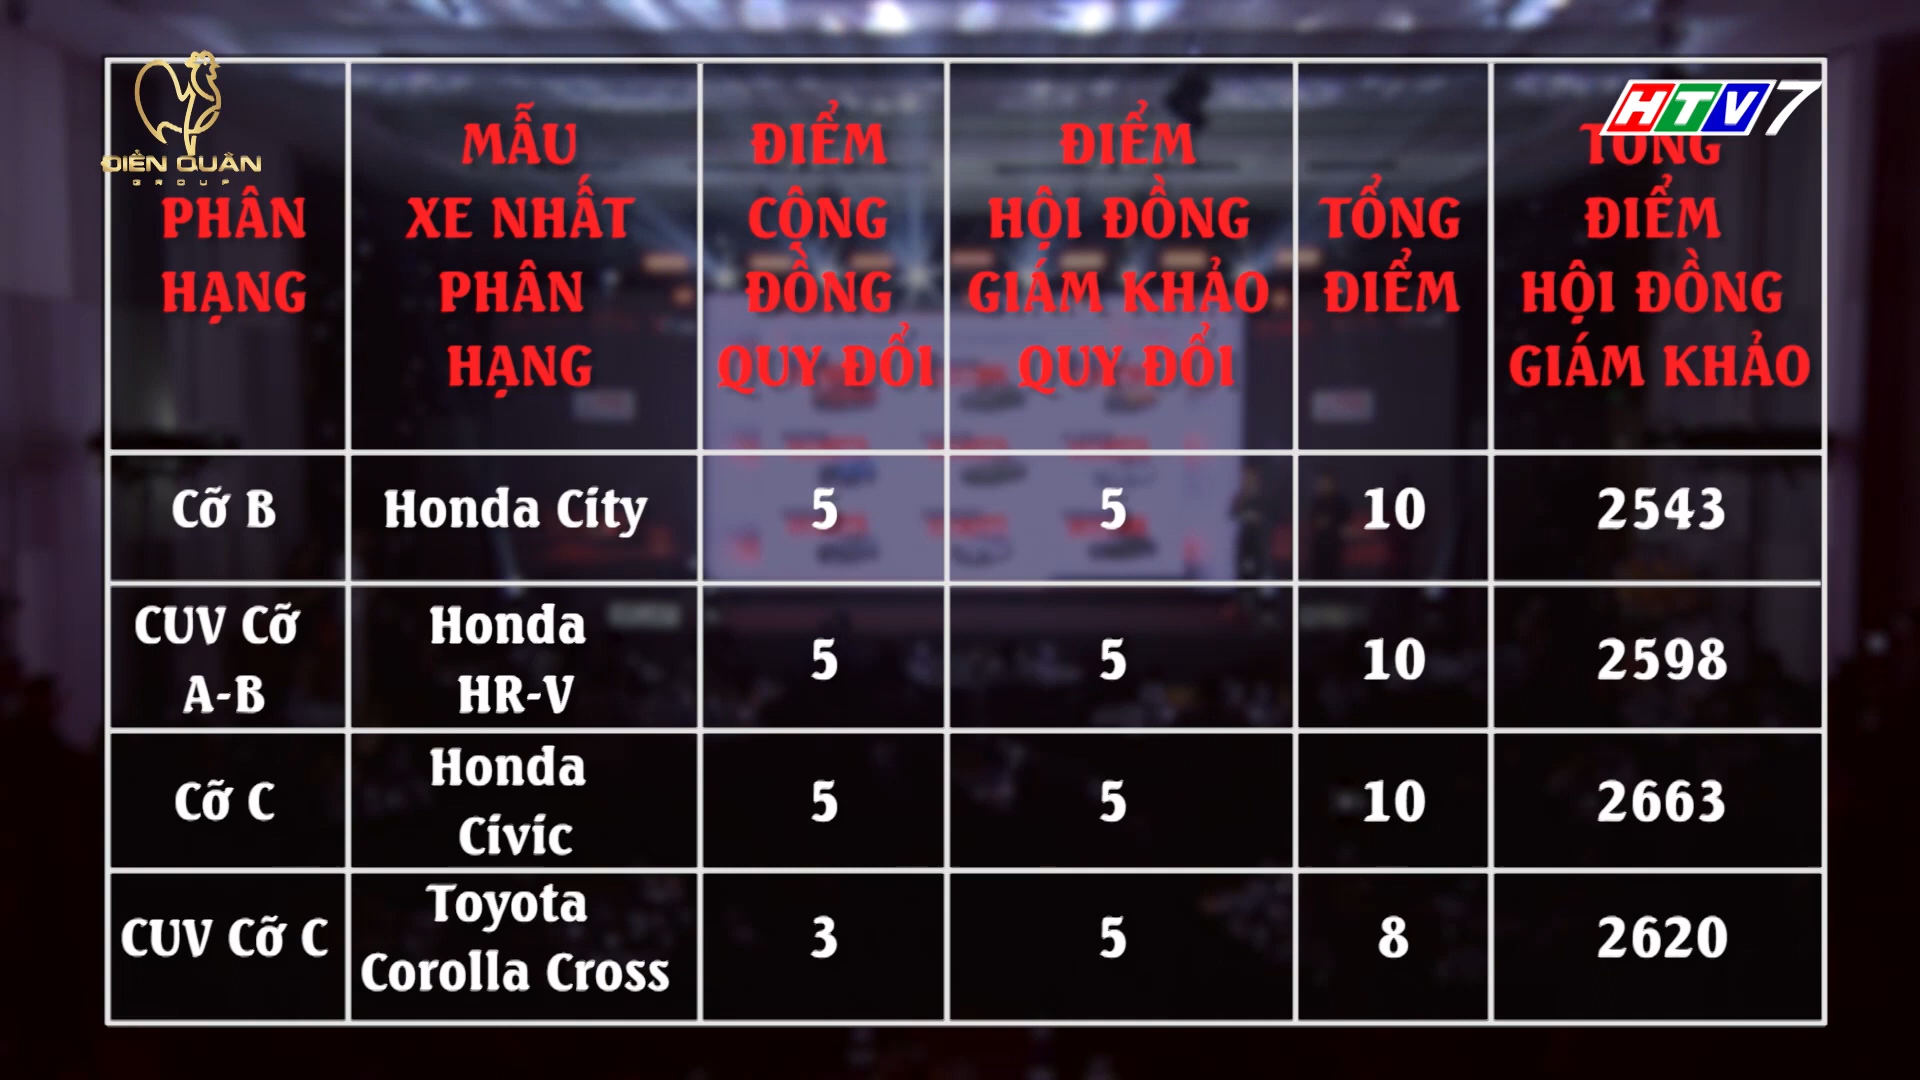 ĐIỀN QUÂN
GROUP
HTV7
PHÂN
HẠNG
MẪU
XE NHẤT
PHÂN
HẠNG
ĐIỂM
CỘNG
ĐỒNG
QUY ĐỔI
ĐIỂM
HỘI ĐỒNG
GIÁM KHẢO
QUY ĐỔI
TỔNG
ĐIỂM
TỔNG
ĐIỂM
HỘI ĐỒNG
GIÁM KHẢO
Cỡ B
Honda City
5
5
10
2543
CUV Cỡ
A-B
Honda
HR-V
5
5
10
2598
Cỡ C
Honda
Civic
5
5
10
2663
CUV Cỡ C
Toyota
Corolla Cross
3
5
8
2620